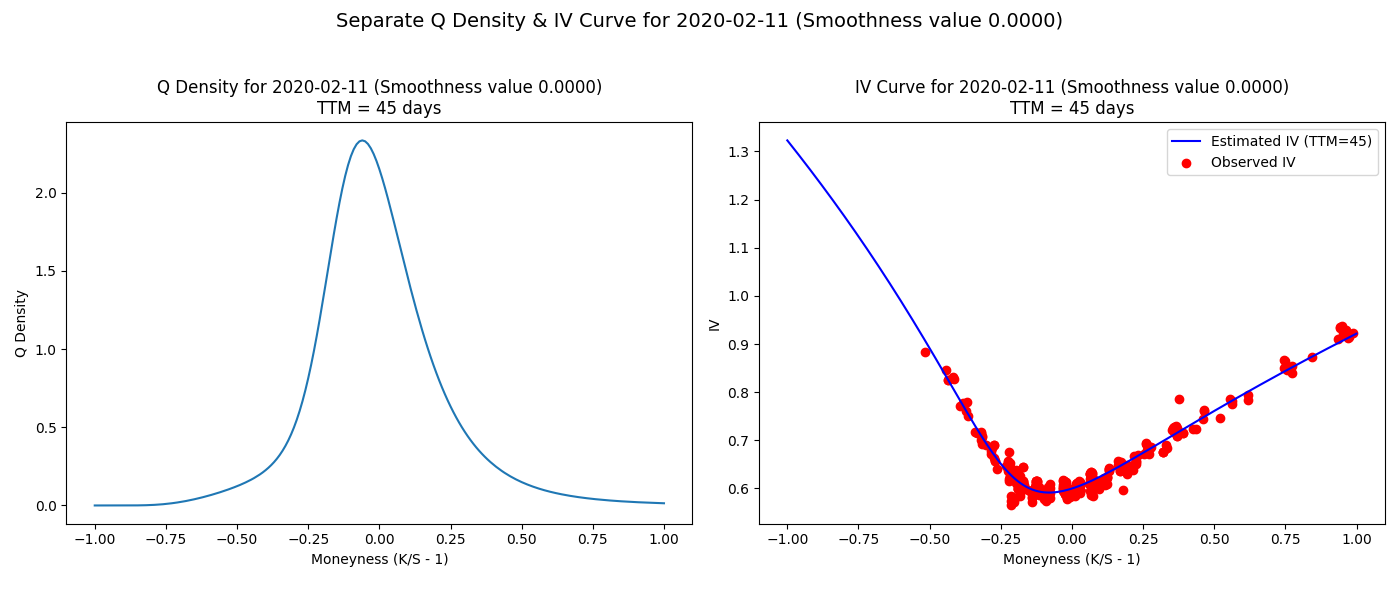 Separate Q Density & IV Curve for 2020-02-11 (Smoothness value 0.0000)
Q Density for 2020-02-11 (Smoothness value 0.0000)
TTM = 45 days
Q Density
2.0
1.5
1.0
0.5
0.0
−1.00 −0.75 −0.50 −0.25 0.00 0.25 0.50 0.75 1.00
Moneyness (K/S - 1)
IV Curve for 2020-02-11 (Smoothness value 0.0000)
TTM = 45 days
Estimated IV (TTM=45)
Observed IV
IV
1.3
1.2
1.1
1.0
0.9
0.8
0.7
0.6
−1.00 −0.75 −0.50 −0.25 0.00 0.25 0.50 0.75 1.00
Moneyness (K/S - 1)